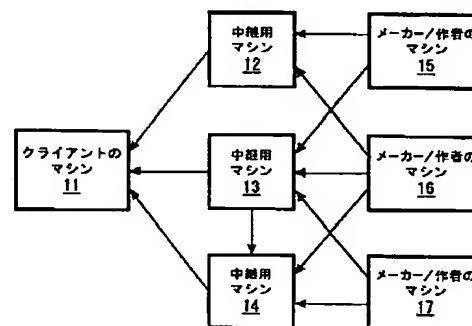 中継用
マシン
12
メーカー/作者の
マシン
15
クライアントの
マシン
11
中継用
マシン
13
メーカー/作者の
マシン
16
中継用
マシン
14
メーカー/作者の
マシン
17